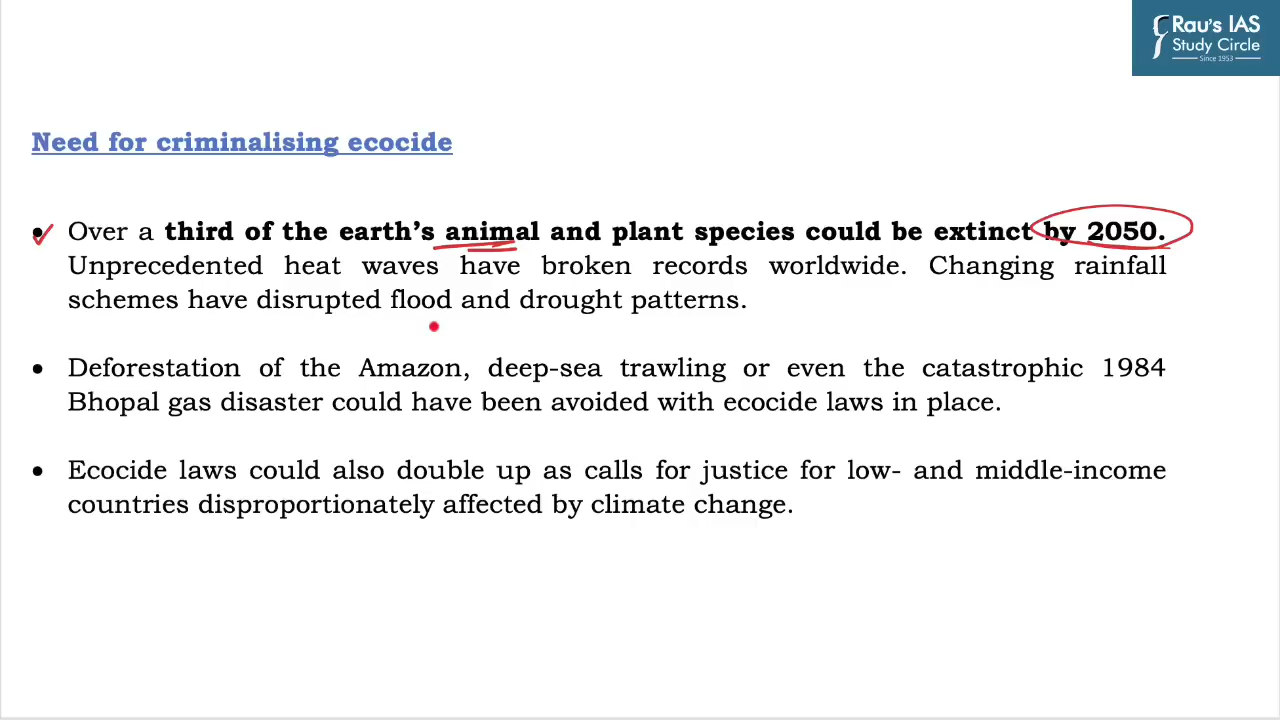 Rau's IAS
Study Circle
Since 1953
Need for criminalising ecocide
• Over a third of the earth's animal and plant species could be extinct by 2050.
Unprecedented heat waves have broken records worldwide. Changing rainfall
schemes have disrupted flood and drought patterns.
• Deforestation of the Amazon, deep-sea trawling or even the catastrophic 1984
Bhopal gas disaster could have been avoided with ecocide laws in place.
• Ecocide laws could also double up as calls for justice for low- and middle-income
countries disproportionately affected by climate change.